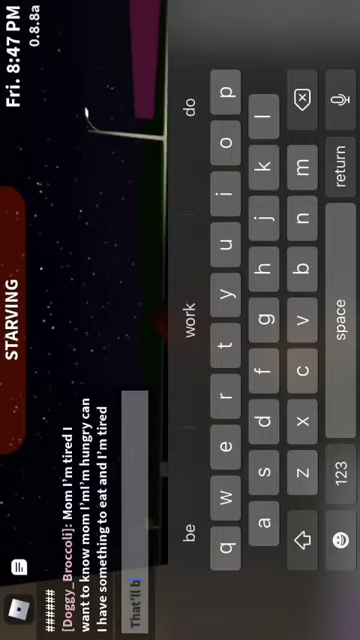 Fri. 8:47 PM
0.8.8a
STARVING
######
[Doggy_Broccoli]: Mom I'm tired I
want to know mom I'mI'm hungry can
I have something to eat and I'm tired
That'll b
be work do
q w e r t y u i o p
a s d f g h j k l
z x c v b n m
123 space return